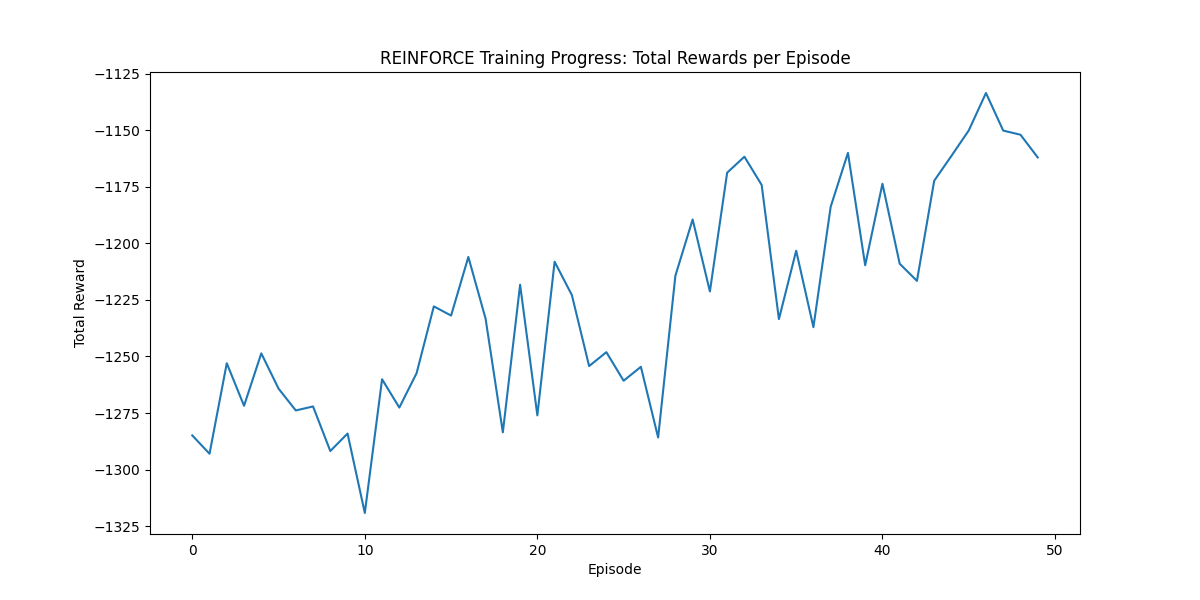 REINFORCE Training Progress: Total Rewards per Episode
−1125
−1150
−1175
−1200
−1225
−1250
−1275
−1300
−1325
Total Reward
0 10 20 30 40 50
Episode